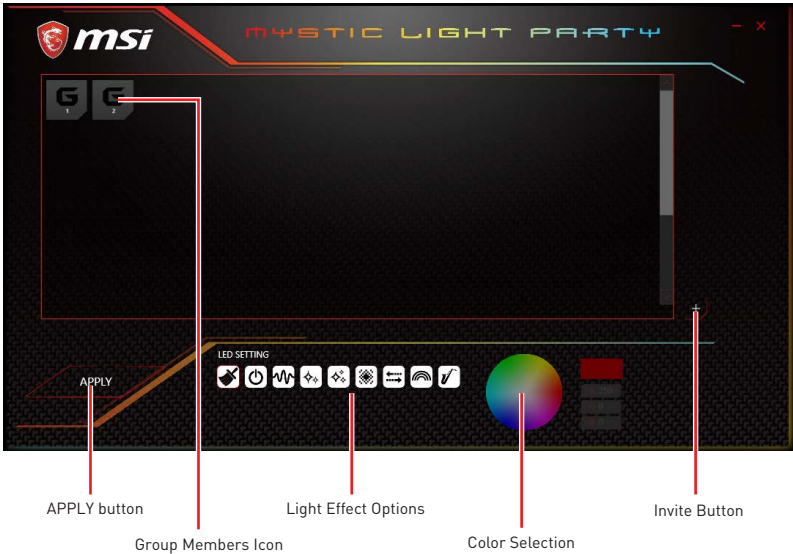 msi
MYSTIC LIGHT PARTY
1
2
LED SETTING
APPLY
APPLY button
Light Effect Options
Invite Button
Group Members Icon
Color Selection